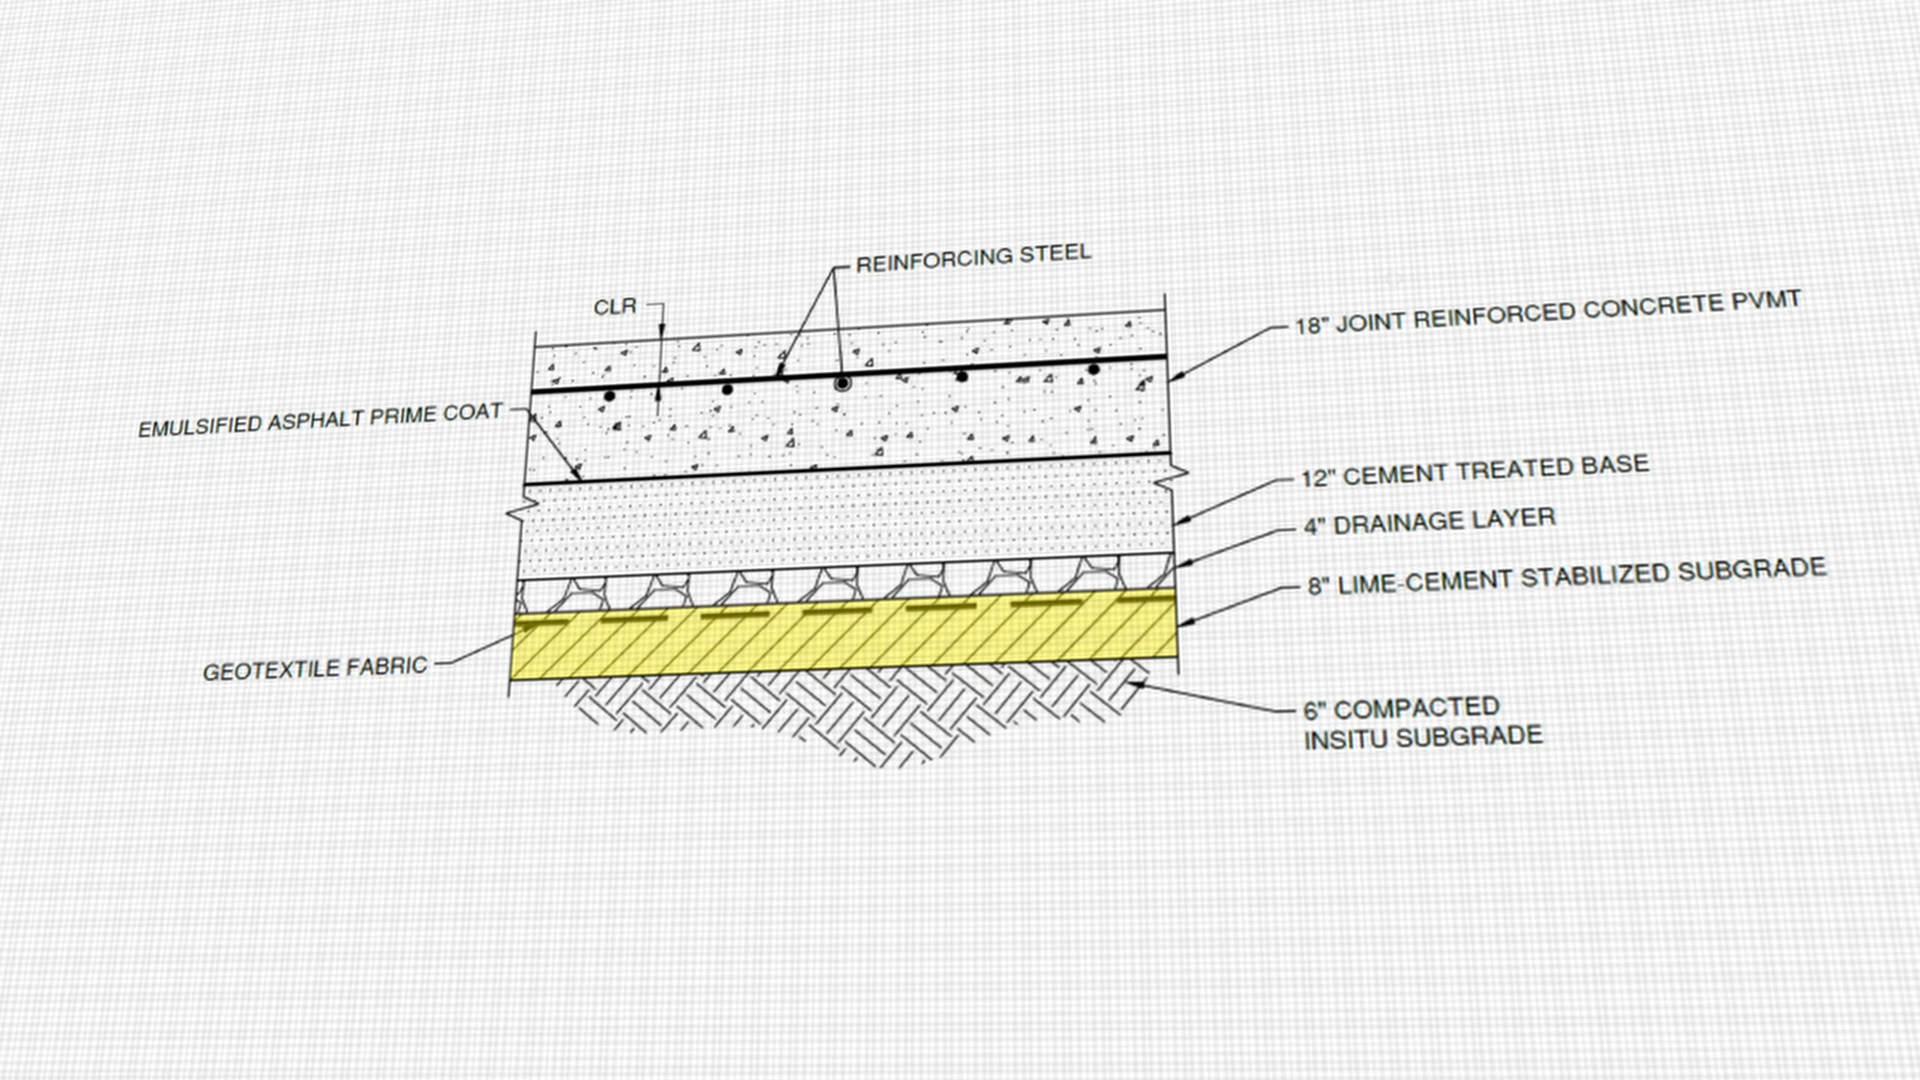 REINFORCING STEEL
CLR
18" JOINT REINFORCED CONCRETE PVMT
EMULSIFIED ASPHALT PRIME COAT
12" CEMENT TREATED BASE
4" DRAINAGE LAYER
8" LIME-CEMENT STABILIZED SUBGRADE
GEOTEXTILE FABRIC
6" COMPACTED
INSITU SUBGRADE